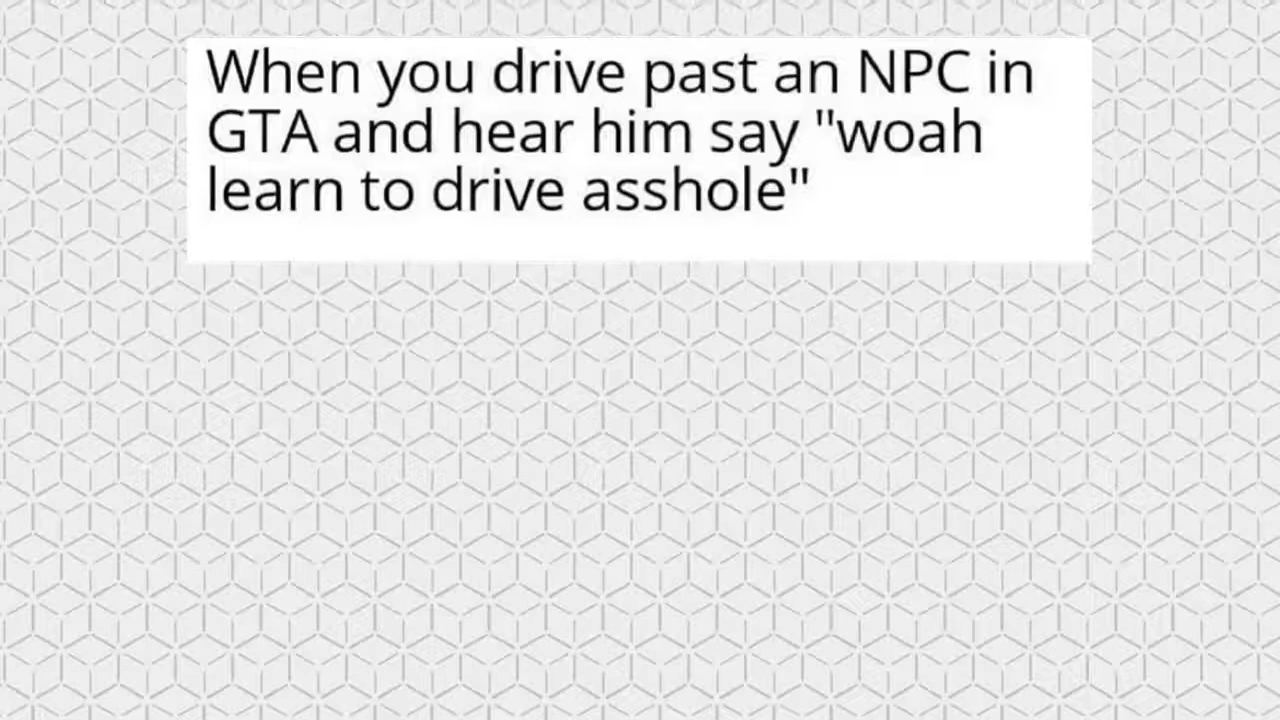 When you drive past an NPC in
GTA and hear him say "woah
learn to drive asshole"